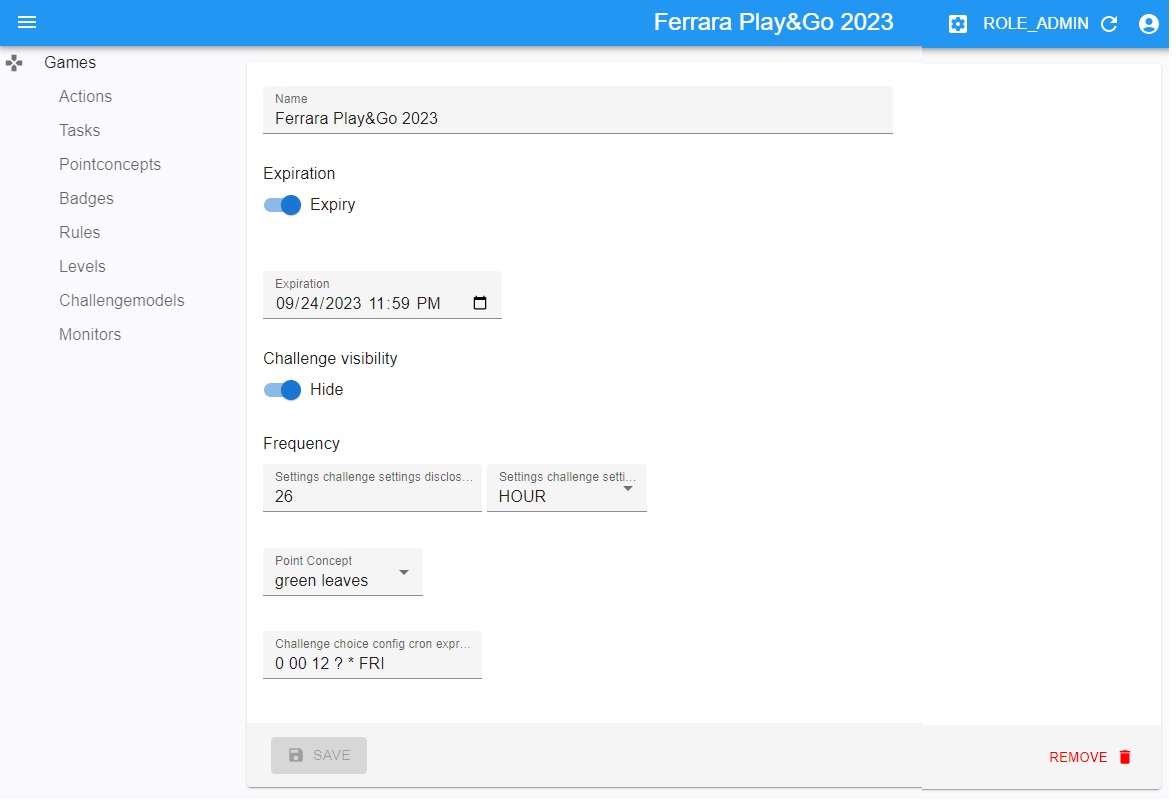 Ferrara Play&Go 2023
ROLE_ADMIN
Games
Actions
Tasks
Pointconcepts
Badges
Rules
Levels
Challengemodels
Monitors
Name
Ferrara Play&Go 2023
Expiration
Expiry
Expiration
09/24/2023 11:59 PM
Challenge visibility
Hide
Frequency
Settings challenge settings disclos...
26
Settings challenge setti...
HOUR
Point Concept
green leaves
Challenge choice config cron expr...
0 00 12 ? * FRI
SAVE
REMOVE